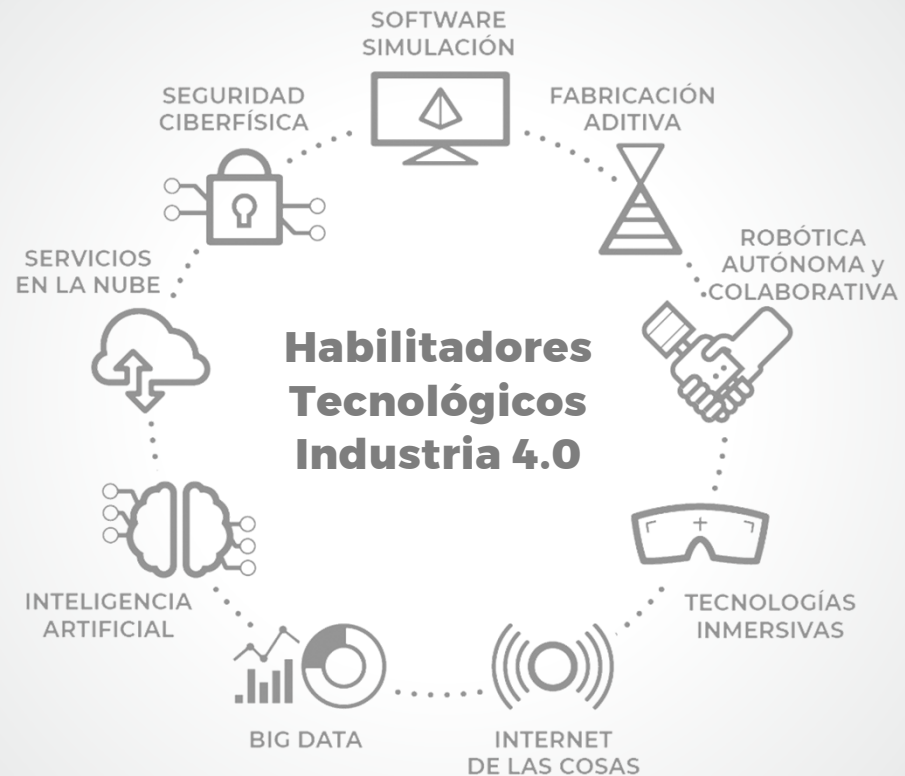 SOFTWARE
SIMULACIÓN
SEGURIDAD
CIBERFÍSICA
FABRICACIÓN
ADITIVA
SERVICIOS
EN LA NUBE
ROBÓTICA
AUTÓNOMA y
COLABORATIVA
Habilitadores
Tecnológicos
Industria 4.0
INTELIGENCIA
ARTIFICIAL
TECNOLOGÍAS
INMERSIVAS
BIG DATA
INTERNET
DE LAS COSAS